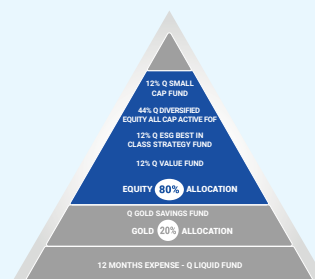 12% Q SMALL
CAP FUND
44% Q DIVERSIFIED
EQUITY ALL CAP ACTIVE FOF
12% Q ESG BEST IN
CLASS STRATEGY FUND
12% Q VALUE FUND
EQUITY 80% ALLOCATION
Q GOLD SAVINGS FUND
GOLD 20% ALLOCATION
12 MONTHS EXPENSE - Q LIQUID FUND